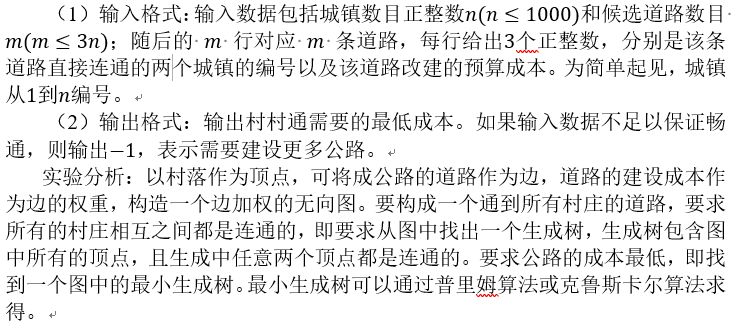 （1）输入格式：输入数据包括城镇数目正整数n(n ≤ 1000)和候选道路数目
m(m ≤ 3n)；随后的 m 行对应 m 条道路，每行给出3个正整数，分别是该条
道路直接连通的两个城镇的编号以及该道路改建的预算成本。为简单起见，城镇
从1到n编号。
（2）输出格式：输出村村通需要的最低成本。如果输入数据不足以保证畅
通，则输出−1，表示需要建设更多公路。
实验分析：以村落作为顶点，可将成公路的道路作为边，道路的建设成本作
为边的权重，构造一个边加权的无向图。要构成一个通到所有村庄的道路，要求
所有的村庄相互之间都是连通的，即要求从图中找出一个生成树，生成树包含图
中所有的顶点，且生成中任意两个顶点都是连通的。要求公路的成本最低，即找
到一个图中的最小生成树。最小生成树可以通过普里姆算法或克鲁斯卡尔算法求
得。